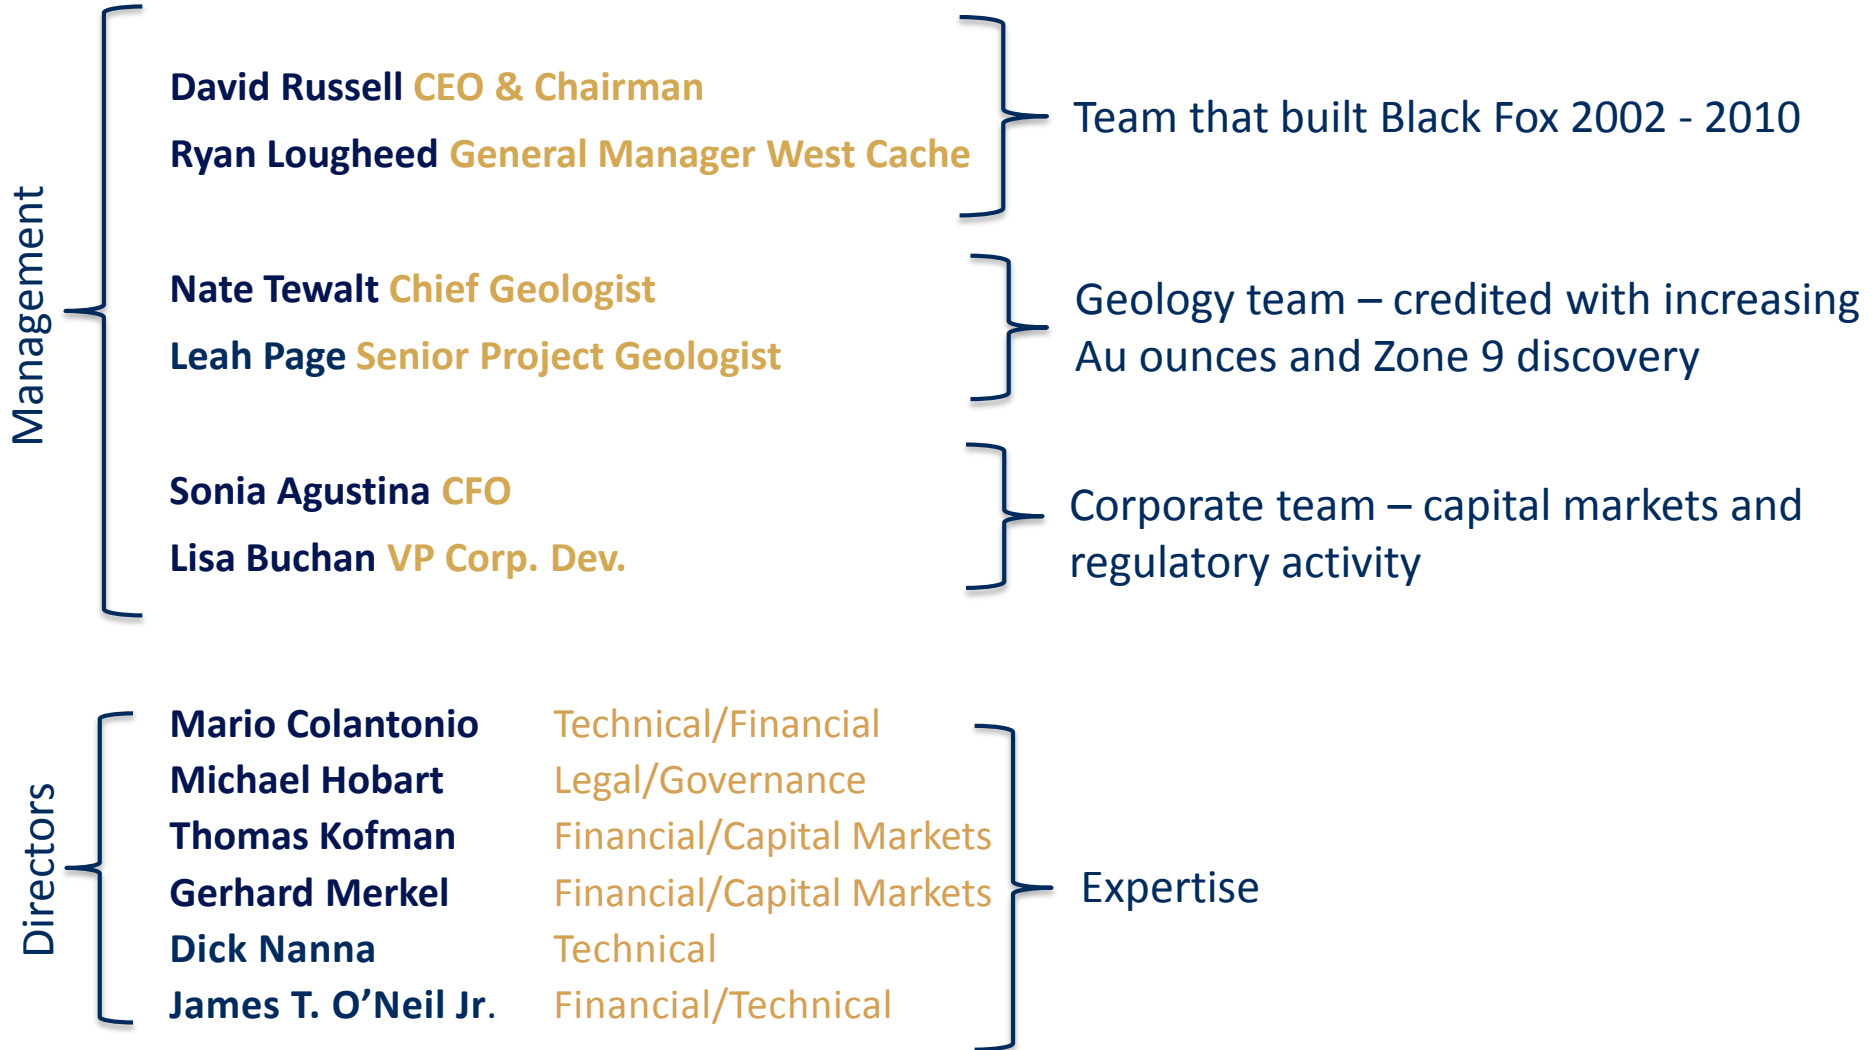 Management
David Russell CEO & Chairman
Ryan Lougheed General Manager West Cache
Team that built Black Fox 2002 - 2010
Nate Tewalt Chief Geologist
Leah Page Senior Project Geologist
Geology team – credited with increasing
Au ounces and Zone 9 discovery
Sonia Agustina CFO
Lisa Buchan VP Corp. Dev.
Corporate team – capital markets and
regulatory activity
Directors
Mario Colantonio Technical/Financial
Michael Hobart Legal/Governance
Thomas Kofman Financial/Capital Markets
Gerhard Merkel Financial/Capital Markets
Dick Nanna Technical
James T. O’Neil Jr. Financial/Technical
Expertise